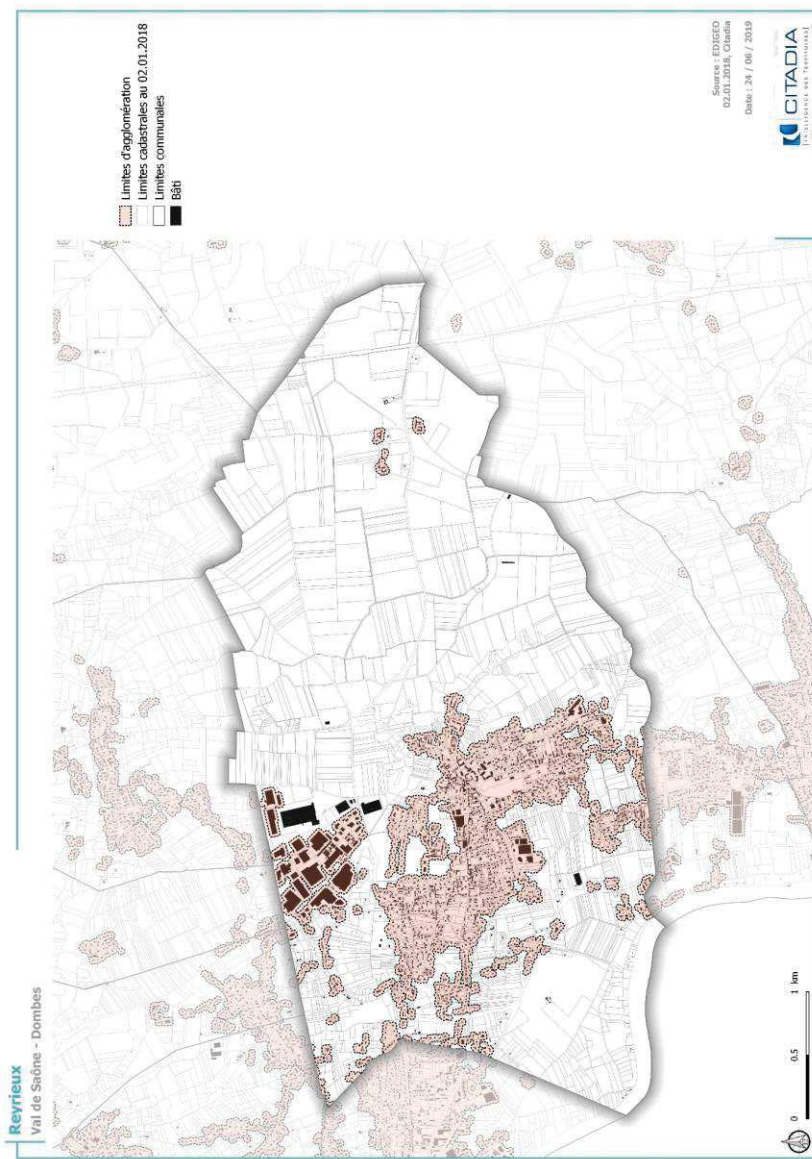 Reyrieux
Val de Saône - Dombes
Limites d'agglomération
Limites cadastrales au 02.01.2018
Limites communales
Bâti
Source : EDIGEO
02.01.2018, Citadia
Date : 24 / 06 / 2019
CITADIA
0
0.5
1 km